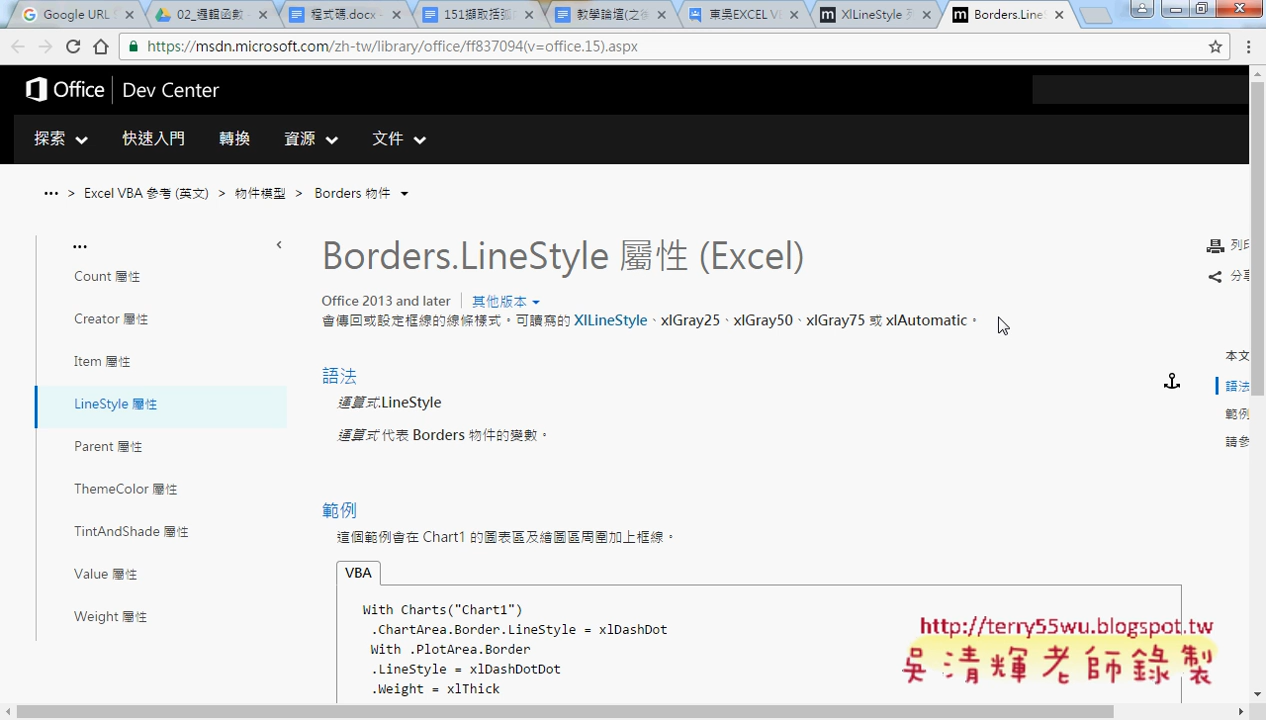 Google URL S
02_邏輯函數 -
程式碼.docx -
151擷取括弧
教學論壇(之後
東吳EXCEL V
XlLineStyle 列
Borders.Line
https://msdn.microsoft.com/zh-tw/library/office/ff837094(v=office.15).aspx
Office Dev Center
探索 快速入門 轉換 資源 文件
••• > Excel VBA 參考 (英文) > 物件模型 > Borders 物件
•••
Count 屬性
Creator 屬性
Item 屬性
LineStyle 屬性
Parent 屬性
ThemeColor 屬性
TintAndShade 屬性
Value 屬性
Weight 屬性
Borders.LineStyle 屬性 (Excel)
Office 2013 and later 其他版本
會傳回或設定框線的線條樣式。可讀寫的 XlLineStyle、xlGray25、xlGray50、xlGray75 或 xlAutomatic。
語法
運算式.LineStyle
運算式 代表 Borders 物件的變數。
範例
這個範例會在 Chart1 的圖表區及繪圖區周圍加上框線。
VBA
With Charts("Chart1")
.ChartArea.Border.LineStyle = xlDashDot
With .PlotArea.Border
.LineStyle = xlDashDotDot
.Weight = xlThick
列印
分享
本文
語法
範例
請參
http://terry55wu.blogspot.tw
吳清輝老師錄製